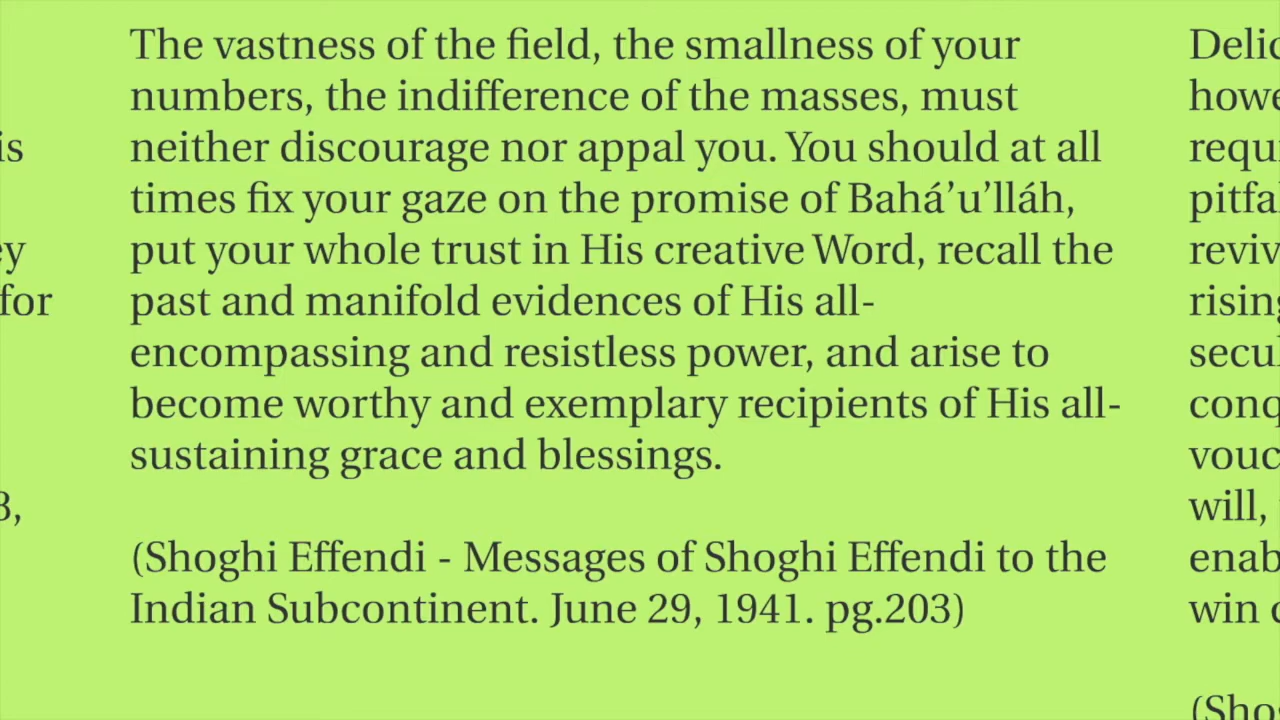 The vastness of the field, the smallness of your
numbers, the indifference of the masses, must
neither discourage nor appal you. You should at all
times fix your gaze on the promise of Bahá’u’lláh,
put your whole trust in His creative Word, recall the
past and manifold evidences of His all-
encompassing and resistless power, and arise to
become worthy and exemplary recipients of His all-
sustaining grace and blessings.
(Shoghi Effendi - Messages of Shoghi Effendi to the
Indian Subcontinent. June 29, 1941. pg.203)
for
will,
win